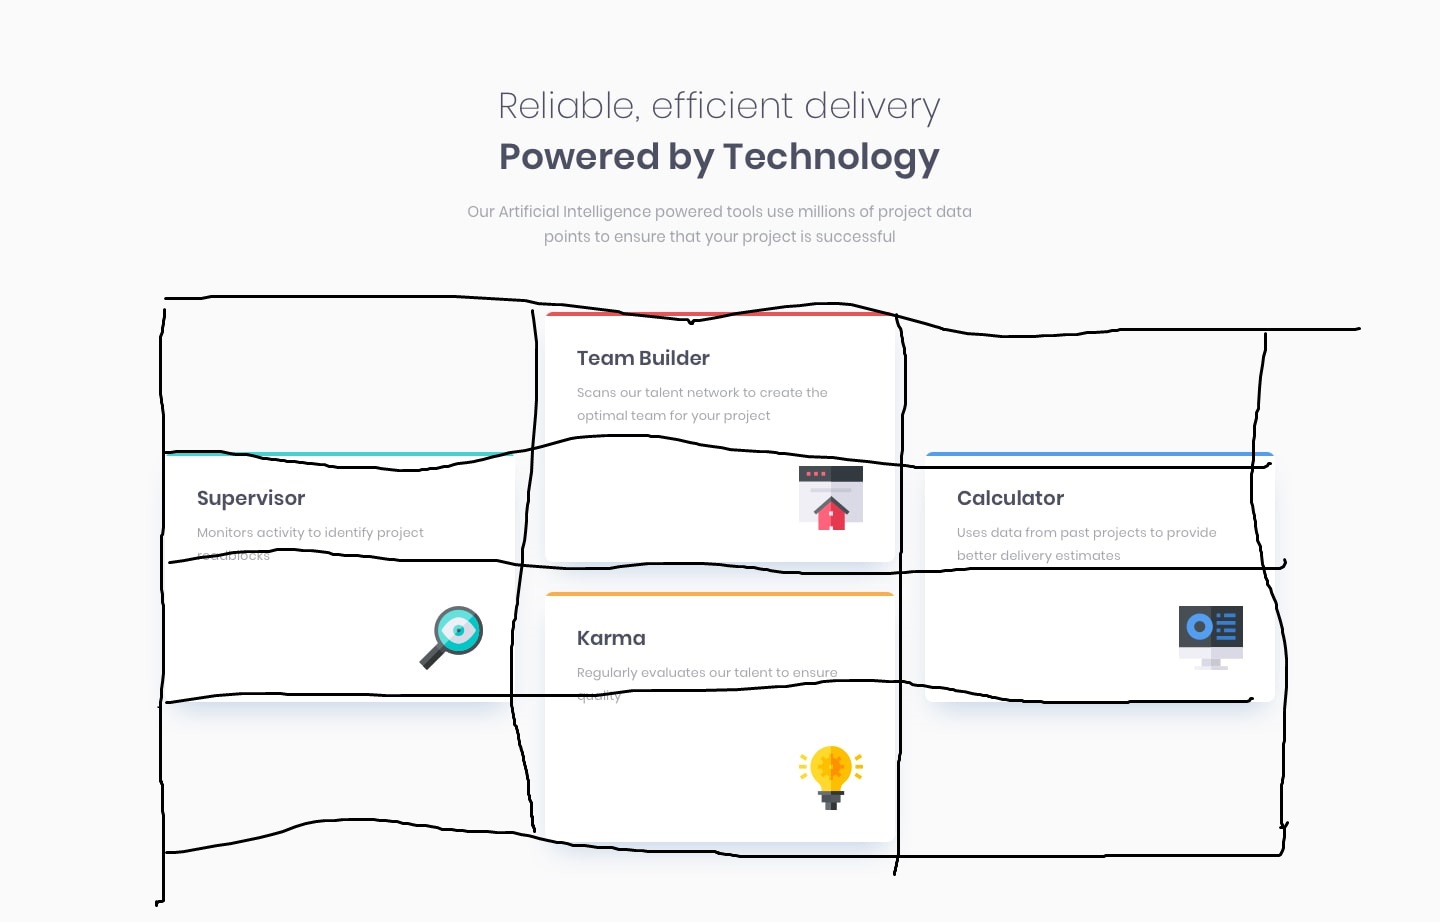 Reliable, efficient delivery
Powered by Technology
Our Artificial Intelligence powered tools use millions of project data
points to ensure that your project is successful
Team Builder
Scans our talent network to create the
optimal team for your project
Supervisor
Monitors activity to identify project
roadblocks
Calculator
Uses data from past projects to provide
better delivery estimates
Karma
Regularly evaluates our talent to ensure
quality